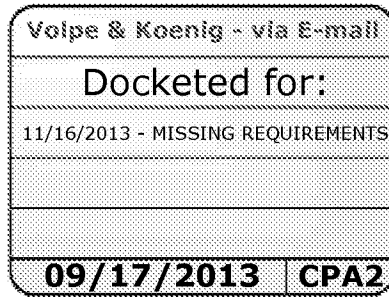 Volpe & Koenig - via E-mail
Docketed for:
11/16/2013 - MISSING REQUIREMENTS
09/17/2013 CPA2